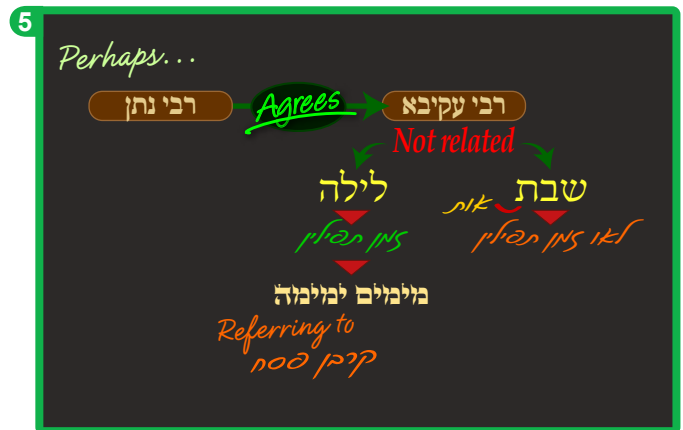 5
Perhaps...
רבי נתן Agrees רבי עקיבא
Not related
שבת אות לילה
לאו זמן תפילין זמן תפילין
מימים ימימה
Referring to
קרבן פסח